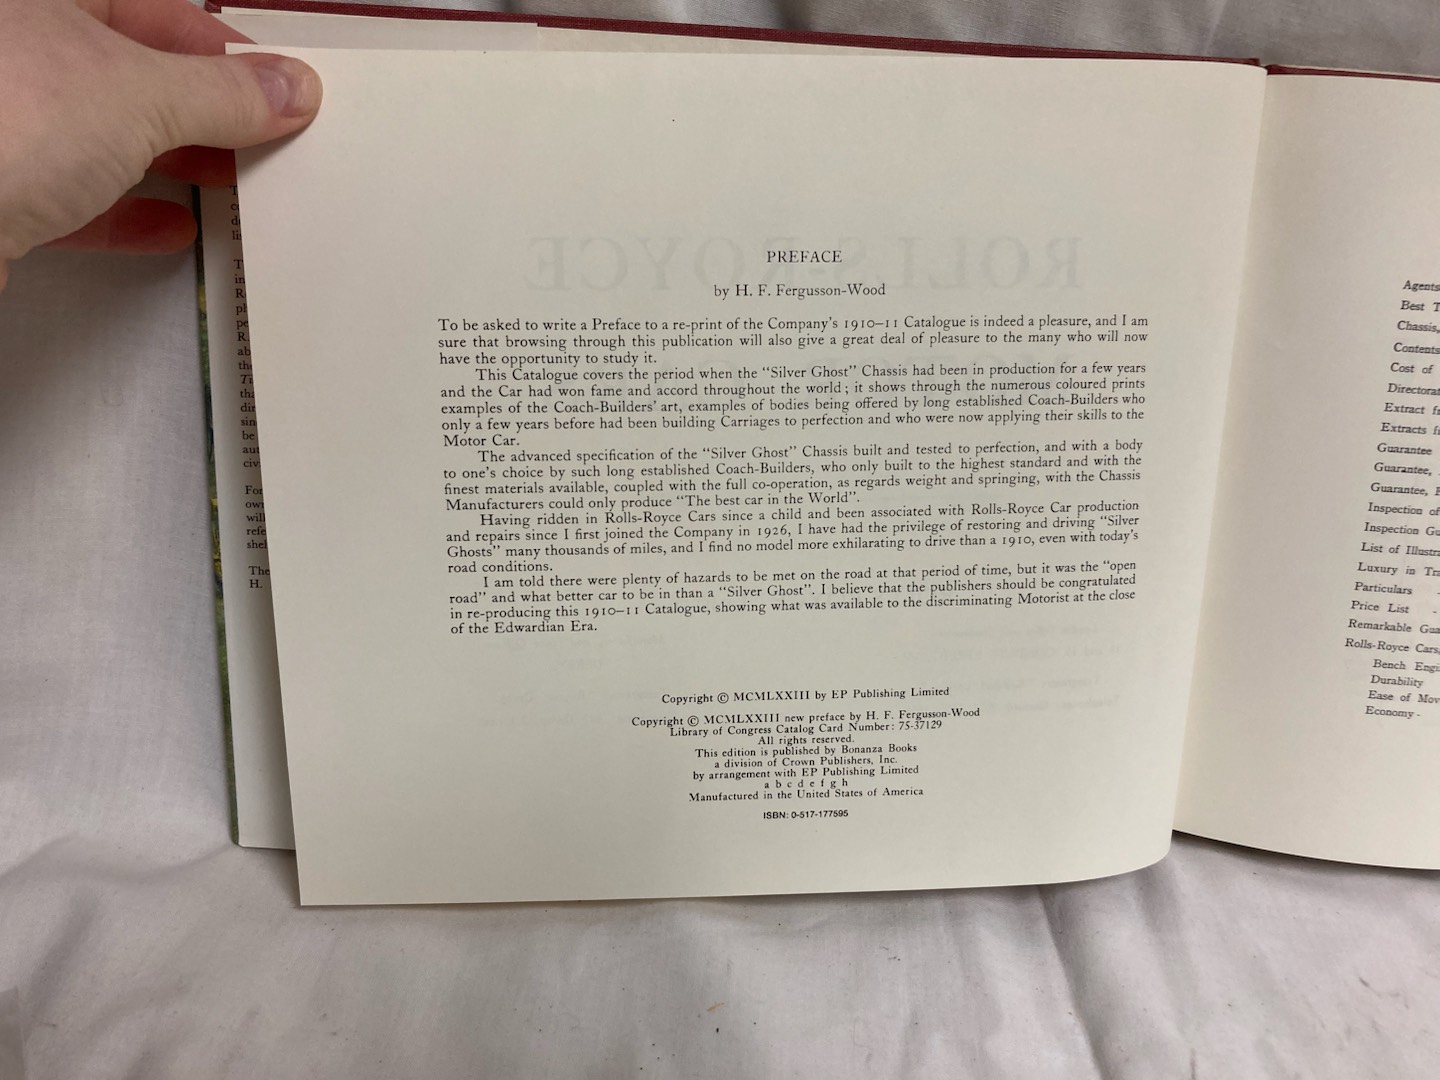 PREFACE
by H. F. Fergusson-Wood
To be asked to write a Preface to a re-print of the Company's 1910–11 Catalogue is indeed a pleasure, and I am
sure that browsing through this publication will also give a great deal of pleasure to the many who will now
have the opportunity to study it.
This Catalogue covers the period when the "Silver Ghost" Chassis had been in production for a few years
and the Car had won fame and accord throughout the world; it shows through the numerous coloured prints
examples of the Coach-Builders' art, examples of bodies being offered by long established Coach-Builders who
only a few years before had been building Carriages to perfection and who were now applying their skills to the
Motor Car.
The advanced specification of the "Silver Ghost" Chassis built and tested to perfection, and with a body
to one's choice by such long established Coach-Builders, who only built to the highest standard and with the
finest materials available, coupled with the full co-operation, as regards weight and springing, with the Chassis
Manufacturers could only produce "The best car in the World".
Having ridden in Rolls-Royce Cars since a child and been associated with Rolls-Royce Car production
and repairs since I first joined the Company in 1926, I have had the privilege of restoring and driving "Silver
Ghosts" many thousands of miles, and I find no model more exhilarating to drive than a 1910, even with today's
road conditions.
I am told there were plenty of hazards to be met on the road at that period of time, but it was the "open
road" and what better car to be in than a "Silver Ghost". I believe that the publishers should be congratulated
in re-producing this 1910–11 Catalogue, showing what was available to the discriminating Motorist at the close
of the Edwardian Era.
Copyright © MCMLXXIII by EP Publishing Limited
Copyright © MCMLXXIII new preface by H. F. Fergusson-Wood
Library of Congress Catalog Card Number: 75-37129
All rights reserved.
This edition is published by Bonanza Books
a division of Crown Publishers, Inc.
by arrangement with EP Publishing Limited
a b c d e f g h
Manufactured in the United States of America
ISBN: 0-517-177595
Agents
Best
Chassis,
Contents
Cost of
Extract
Extracts
Guarantee
Guarantee,
Guarantee,
Inspection of
Inspection
List of
Luxury in
Particulars -
Price List -
Remarkable
Rolls-Royce Cars,
Bench
Durability
Ease of
Economy -